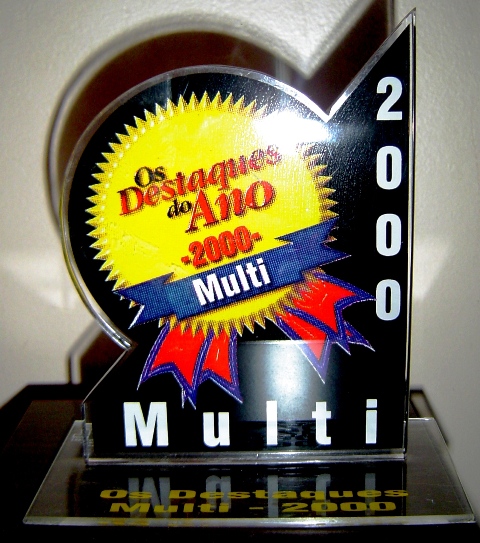 Os
Destaques
do Ano
-2000-
Multi
2000
Multi
Os Destaques
Multi - 2000